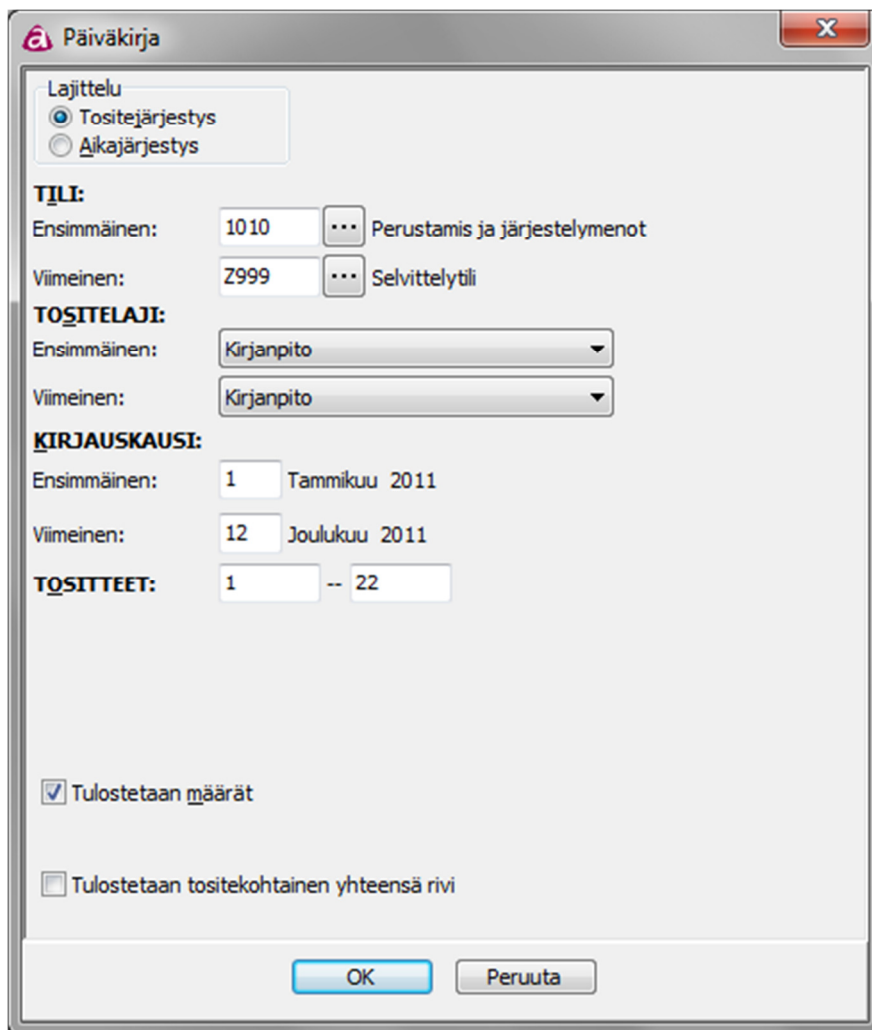 Päiväkirja
Lajittelu
Tositejärjestys
Aikajärjestys
TILI:
Ensimmäinen: 1010 ... Perustamis ja järjestelymenot
Viimeinen: Z999 ... Selvittelytili
TOSITELAJI:
Ensimmäinen: Kirjanpito
Viimeinen: Kirjanpito
KIRJAUSKAUSI:
Ensimmäinen: 1 Tammikuu 2011
Viimeinen: 12 Joulukuu 2011
TOSITTEET: 1 -- 22
Tulostetaan määrät
Tulostetaan tositekohtainen yhteensä rivi
OK Peruuta